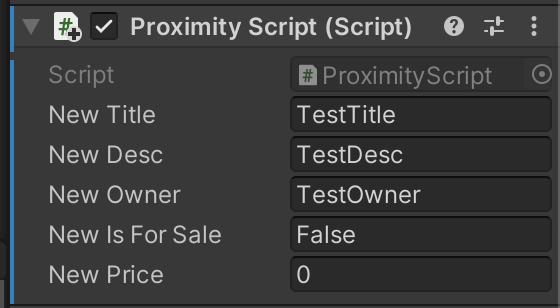 Proximity Script (Script)
Script ProximityScript
New Title TestTitle
New Desc TestDesc
New Owner TestOwner
New Is For Sale False
New Price 0